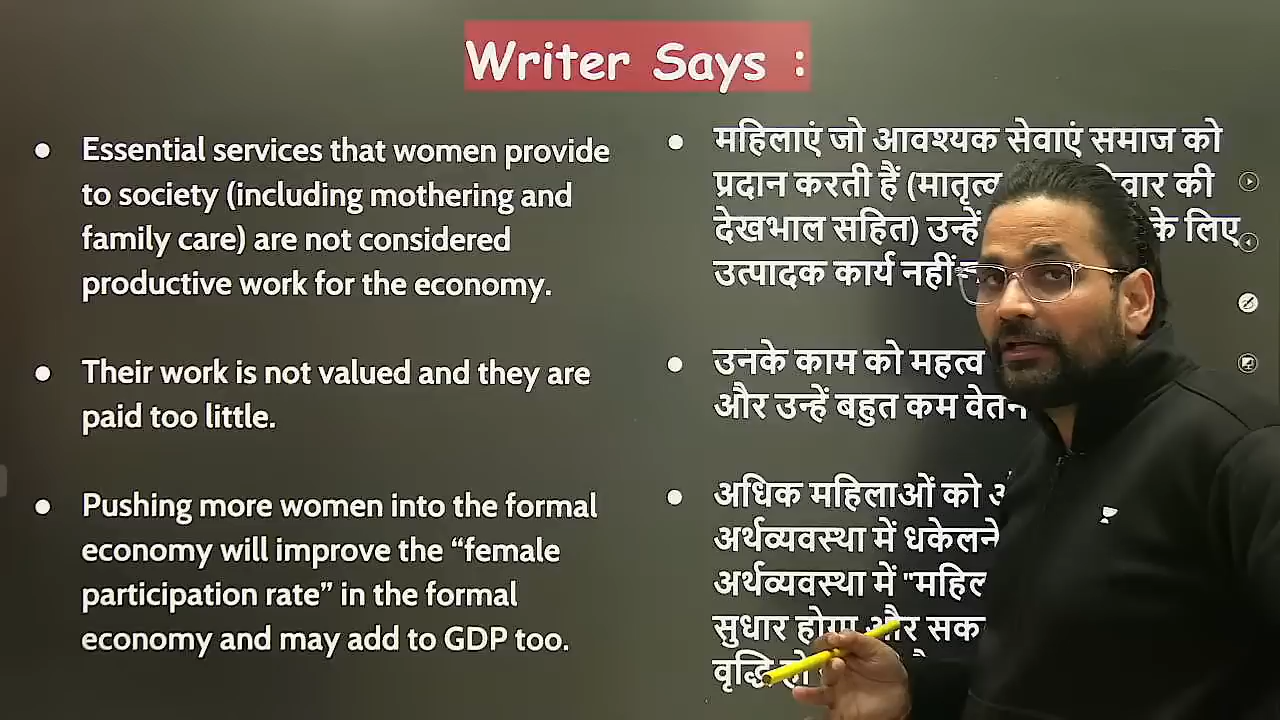 Writer Says :
Essential services that women provide
to society (including mothering and
family care) are not considered
productive work for the economy.
Their work is not valued and they are
paid too little.
Pushing more women into the formal
economy will improve the “female
participation rate” in the formal
economy and may add to GDP too.
महिलाएं जो आवश्यक सेवाएं समाज को
प्रदान करती हैं (मातृत्व की
देखभाल सहित) उन्हें के लिए
उत्पादक कार्य नहीं
उनके काम को महत्व
और उन्हें बहुत कम वेतन
अधिक महिलाओं को
अर्थव्यवस्था में धकेलने
अर्थव्यवस्था में "महिल
सुधार होगा और सक
वृद्धि हो